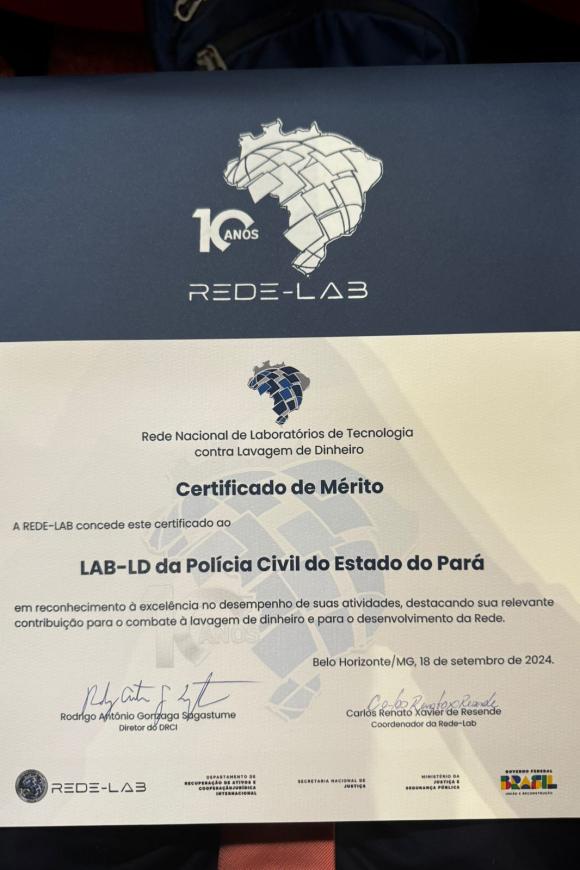 10 ANOS
REDE-LAB
Rede Nacional de Laboratórios de Tecnologia
contra Lavagem de Dinheiro
Certificado de Mérito
A REDE-LAB concede este certificado ao
LAB-LD da Polícia Civil do Estado do Pará
em reconhecimento à excelência no desempenho de suas atividades, destacando sua relevante
contribuição para o combate à lavagem de dinheiro e para o desenvolvimento da Rede.
Belo Horizonte/MG, 18 de setembro de 2024.
Rodrigo Antônio Gonzaga Sagastume
Diretor do DRCI
Carlos Renato Xavier de Resende
Coordenador da Rede-Lab
REDE-LAB
DEPARTAMENTO DE
RECUPERAÇÃO DE ATIVOS E
COOPERAÇÃO JURÍDICA
INTERNACIONAL
SECRETARIA NACIONAL DE
JUSTIÇA
MINISTÉRIO DA
JUSTIÇA E
SEGURANÇA PÚBLICA
GOVERNO FEDERAL
BRASIL
UNIÃO E RECONSTRUÇÃO